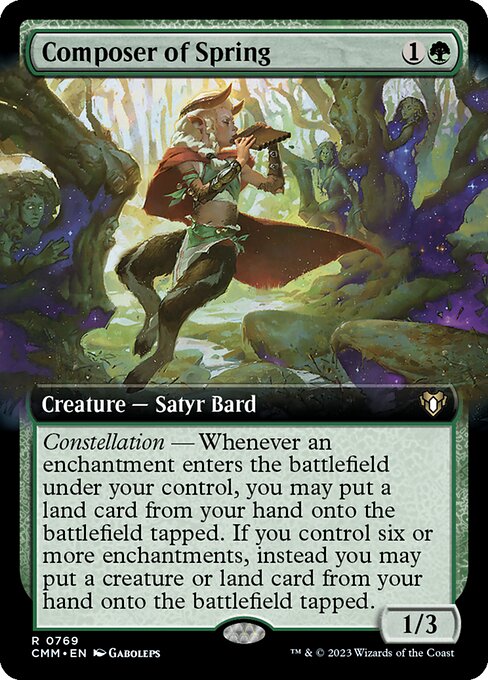 Composer of Spring 1
Creature — Satyr Bard
Constellation — Whenever an
enchantment enters the battlefield
under your control, you may put a
land card from your hand onto the
battlefield tapped. If you control six or
more enchantments, instead you may
put a creature or land card from your
hand onto the battlefield tapped.
1/3
R 0769
CMM • EN Gaboleps
™ & © 2023 Wizards of the Coast